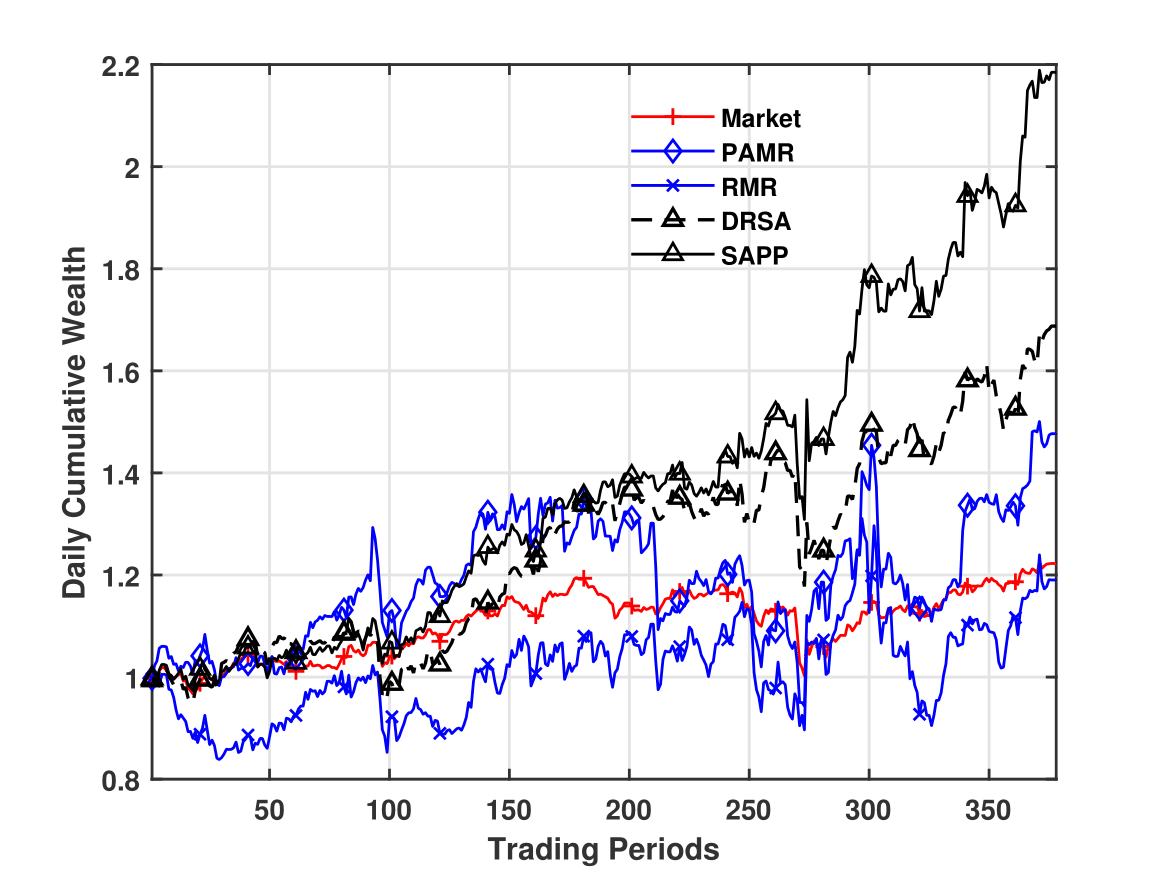 2.2
2
1.8
1.6
1.4
1.2
1
0.8
50 100 150 200 250 300 350
Trading Periods
Daily Cumulative Wealth
Market
PAMR
RMR
DRSA
SAPP